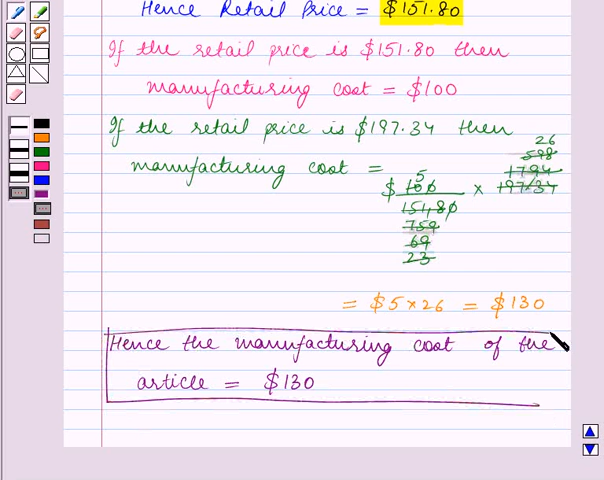 Hence Retail Price = $151.80
If the retail price is $151.80 then
manufacturing cost = $100
If the retail price is $197.34 then
26
598
1794
manufacturing cost = $ 100 × 197.34
5
151.80
759
69
23
= $5×26 = $130
Hence the manufacturing cost of the
article = $130